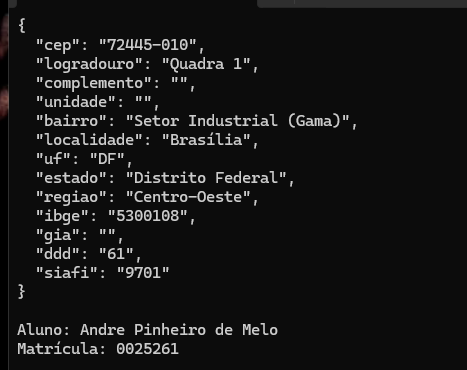 {
  "cep": "72445-010",
  "logradouro": "Quadra 1",
  "complemento": "",
  "unidade": "",
  "bairro": "Setor Industrial (Gama)",
  "localidade": "Brasília",
  "uf": "DF",
  "estado": "Distrito Federal",
  "regiao": "Centro-Oeste",
  "ibge": "5300108",
  "gia": "",
  "ddd": "61",
  "siafi": "9701"
}

Aluno: Andre Pinheiro de Melo
Matrícula: 0025261